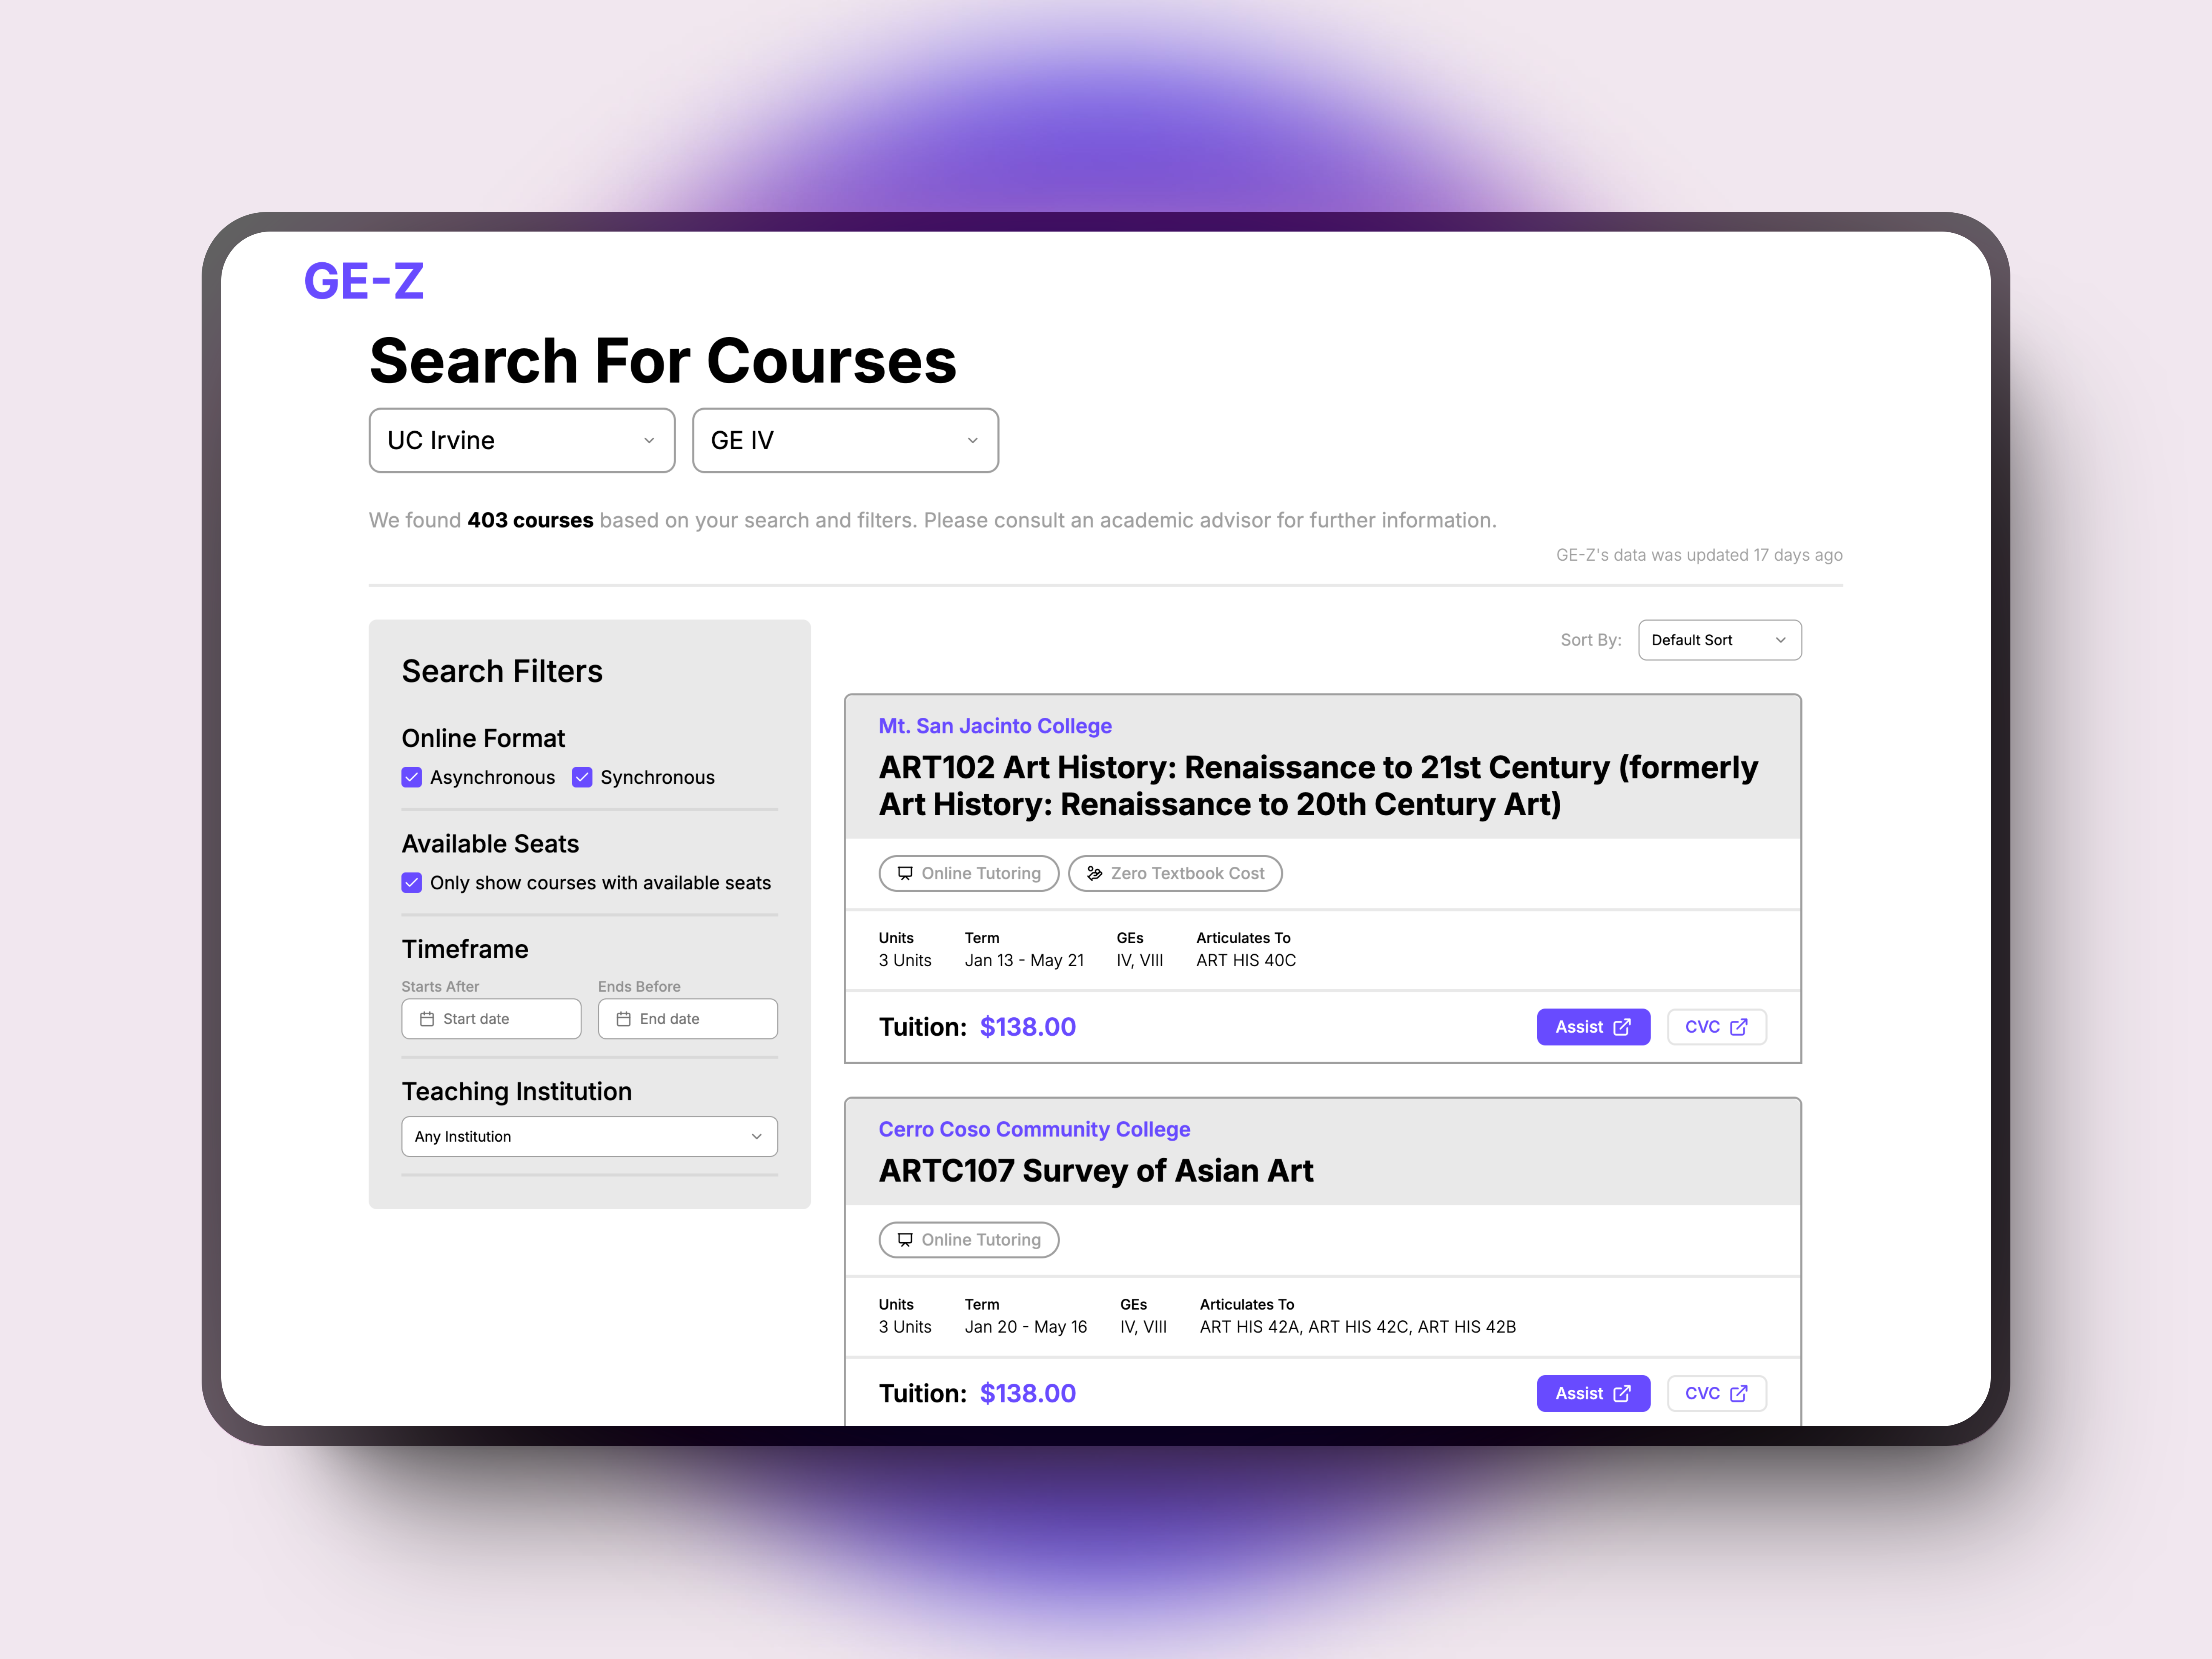 GE-Z
Search For Courses
UC Irvine
GE IV
We found 403 courses based on your search and filters. Please consult an academic advisor for further information.
GE-Z's data was updated 17 days ago
Search Filters
Online Format
Asynchronous
Synchronous
Available Seats
Only show courses with available seats
Timeframe
Starts After
Ends Before
Start date
End date
Teaching Institution
Any Institution
Sort By:
Default Sort
Mt. San Jacinto College
ART102 Art History: Renaissance to 21st Century (formerly
Art History: Renaissance to 20th Century Art)
Online Tutoring
Zero Textbook Cost
Units Term GEs Articulates To
3 Units Jan 13 - May 21 IV, VIII ART HIS 40C
Tuition: $138.00
Assist
CVC
Cerro Coso Community College
ARTC107 Survey of Asian Art
Online Tutoring
Units Term GEs Articulates To
3 Units Jan 20 - May 16 IV, VIII ART HIS 42A, ART HIS 42C, ART HIS 42B
Tuition: $138.00
Assist
CVC